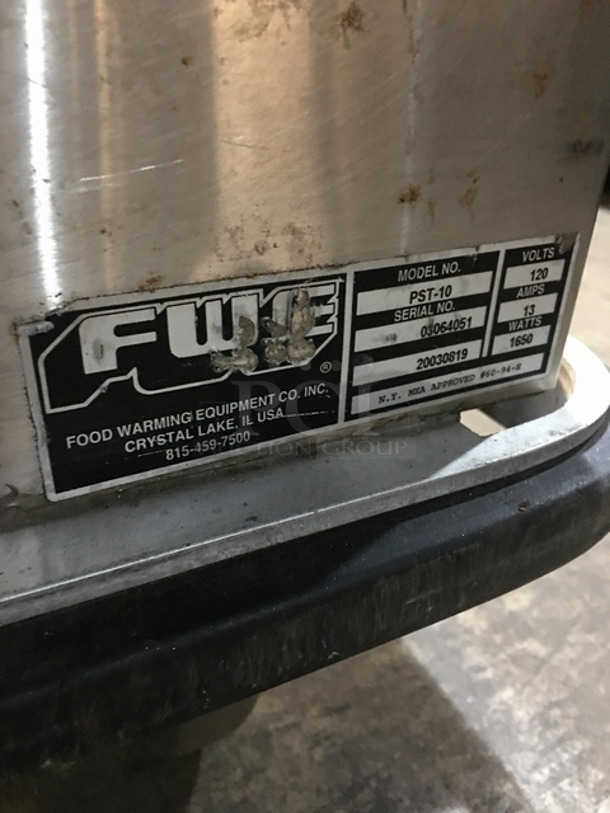 FWE
®
FOOD WARMING EQUIPMENT CO. INC.
CRYSTAL LAKE, IL USA
815-459-7500
MODEL NO.
PST-10
SERIAL NO.
03064051
20030819
VOLTS
120
AMPS
13
WATTS
1650
N.Y. MEA APPROVED #60-94-E